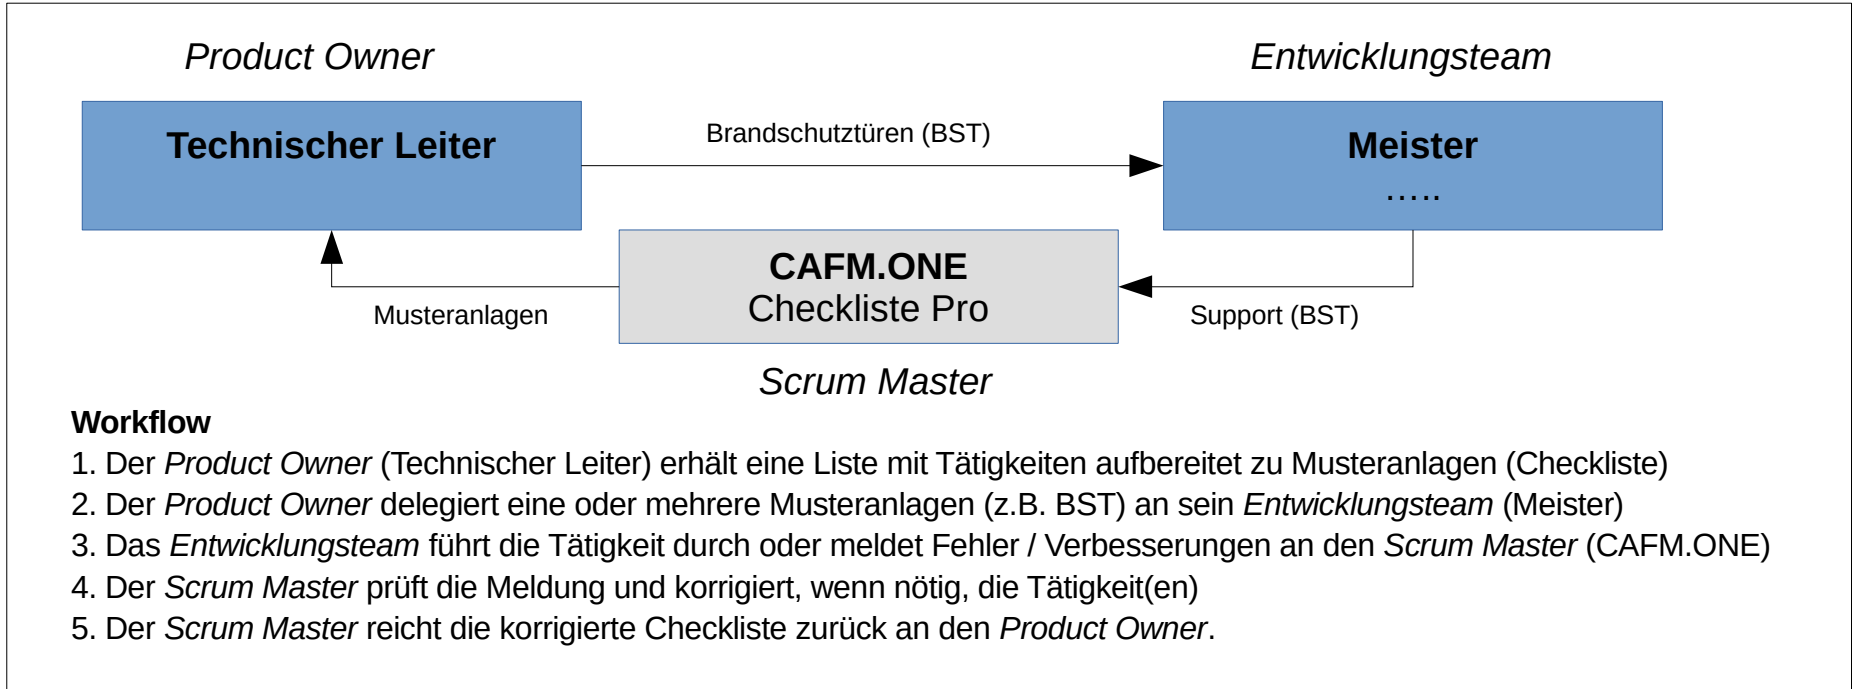 Product Owner
Entwicklungsteam
Technischer Leiter
Brandschutztüren (BST)
Meister
.....
CAFM.ONE
Checkliste Pro
Musteranlagen
Support (BST)
Scrum Master
Workflow
1. Der Product Owner (Technischer Leiter) erhält eine Liste mit Tätigkeiten aufbereitet zu Musteranlagen (Checkliste)
2. Der Product Owner delegiert eine oder mehrere Musteranlagen (z.B. BST) an sein Entwicklungsteam (Meister)
3. Das Entwicklungsteam führt die Tätigkeit durch oder meldet Fehler / Verbesserungen an den Scrum Master (CAFM.ONE)
4. Der Scrum Master prüft die Meldung und korrigiert, wenn nötig, die Tätigkeit(en)
5. Der Scrum Master reicht die korrigierte Checkliste zurück an den Product Owner.